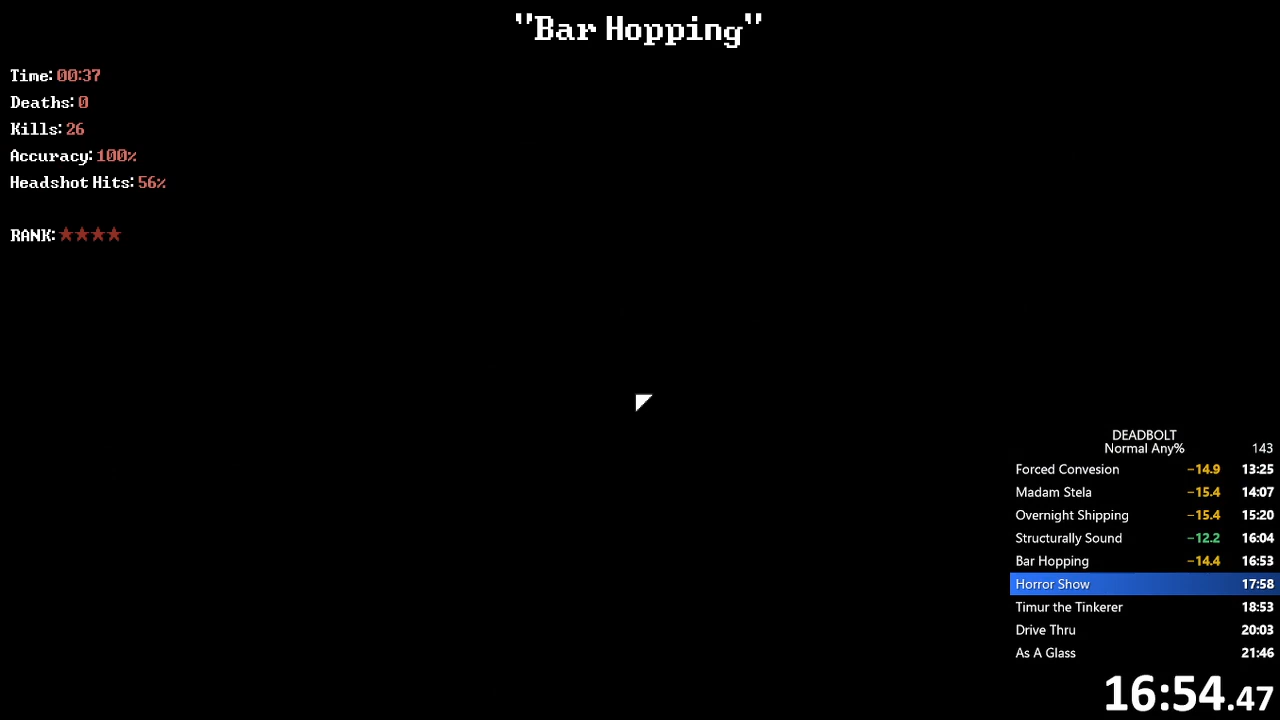 "Bar Hopping"
Time: 00:37
Deaths: 0
Kills: 26
Accuracy: 100%
Headshot Hits: 56%
RANK: ★★★★
DEADBOLT
Normal Any% 143
Forced Convesion -14.9 13:25
Madam Stela -15.4 14:07
Overnight Shipping -15.4 15:20
Structurally Sound -12.2 16:04
Bar Hopping -14.4 16:53
Horror Show 17:58
Timur the Tinkerer 18:53
Drive Thru 20:03
As A Glass 21:46
16:54.47